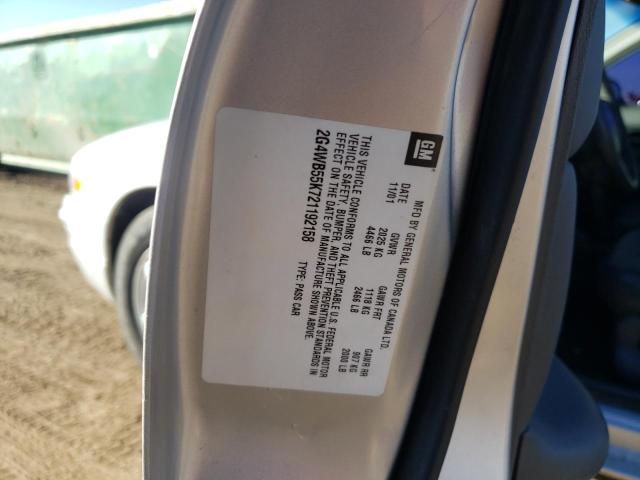 GM
MFD BY GENERAL MOTORS OF CANADA LTD.
DATE GVWR GAWR FRT GAWR RR
11/01 2025 KG 1118 KG 907 KG
4466 LB 2466 LB 2000 LB
THIS VEHICLE CONFORMS TO ALL APPLICABLE U.S. FEDERAL MOTOR
VEHICLE SAFETY, BUMPER, AND THEFT PREVENTION STANDARDS IN
EFFECT ON THE DATE OF MANUFACTURE SHOWN ABOVE.
2G4WB55K721192158 TYPE: PASS CAR